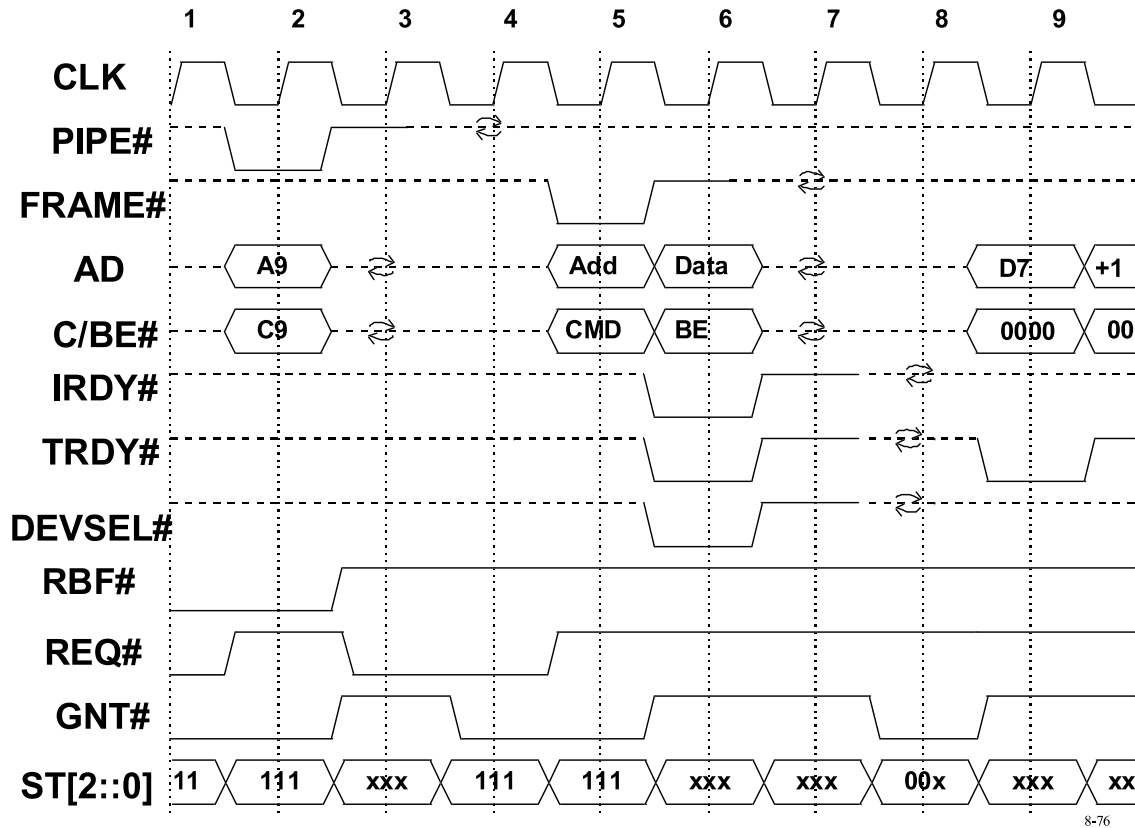 1 2 3 4 5 6 7 8 9
CLK
PIPE#
FRAME#
AD A9 Add Data D7 +1
C/BE# C9 CMD BE 0000 00
IRDY#
TRDY#
DEVSEL#
RBF#
REQ#
GNT#
ST[2::0] 11 111 xxx 111 111 xxx xxx 00x xxx xx
8-76